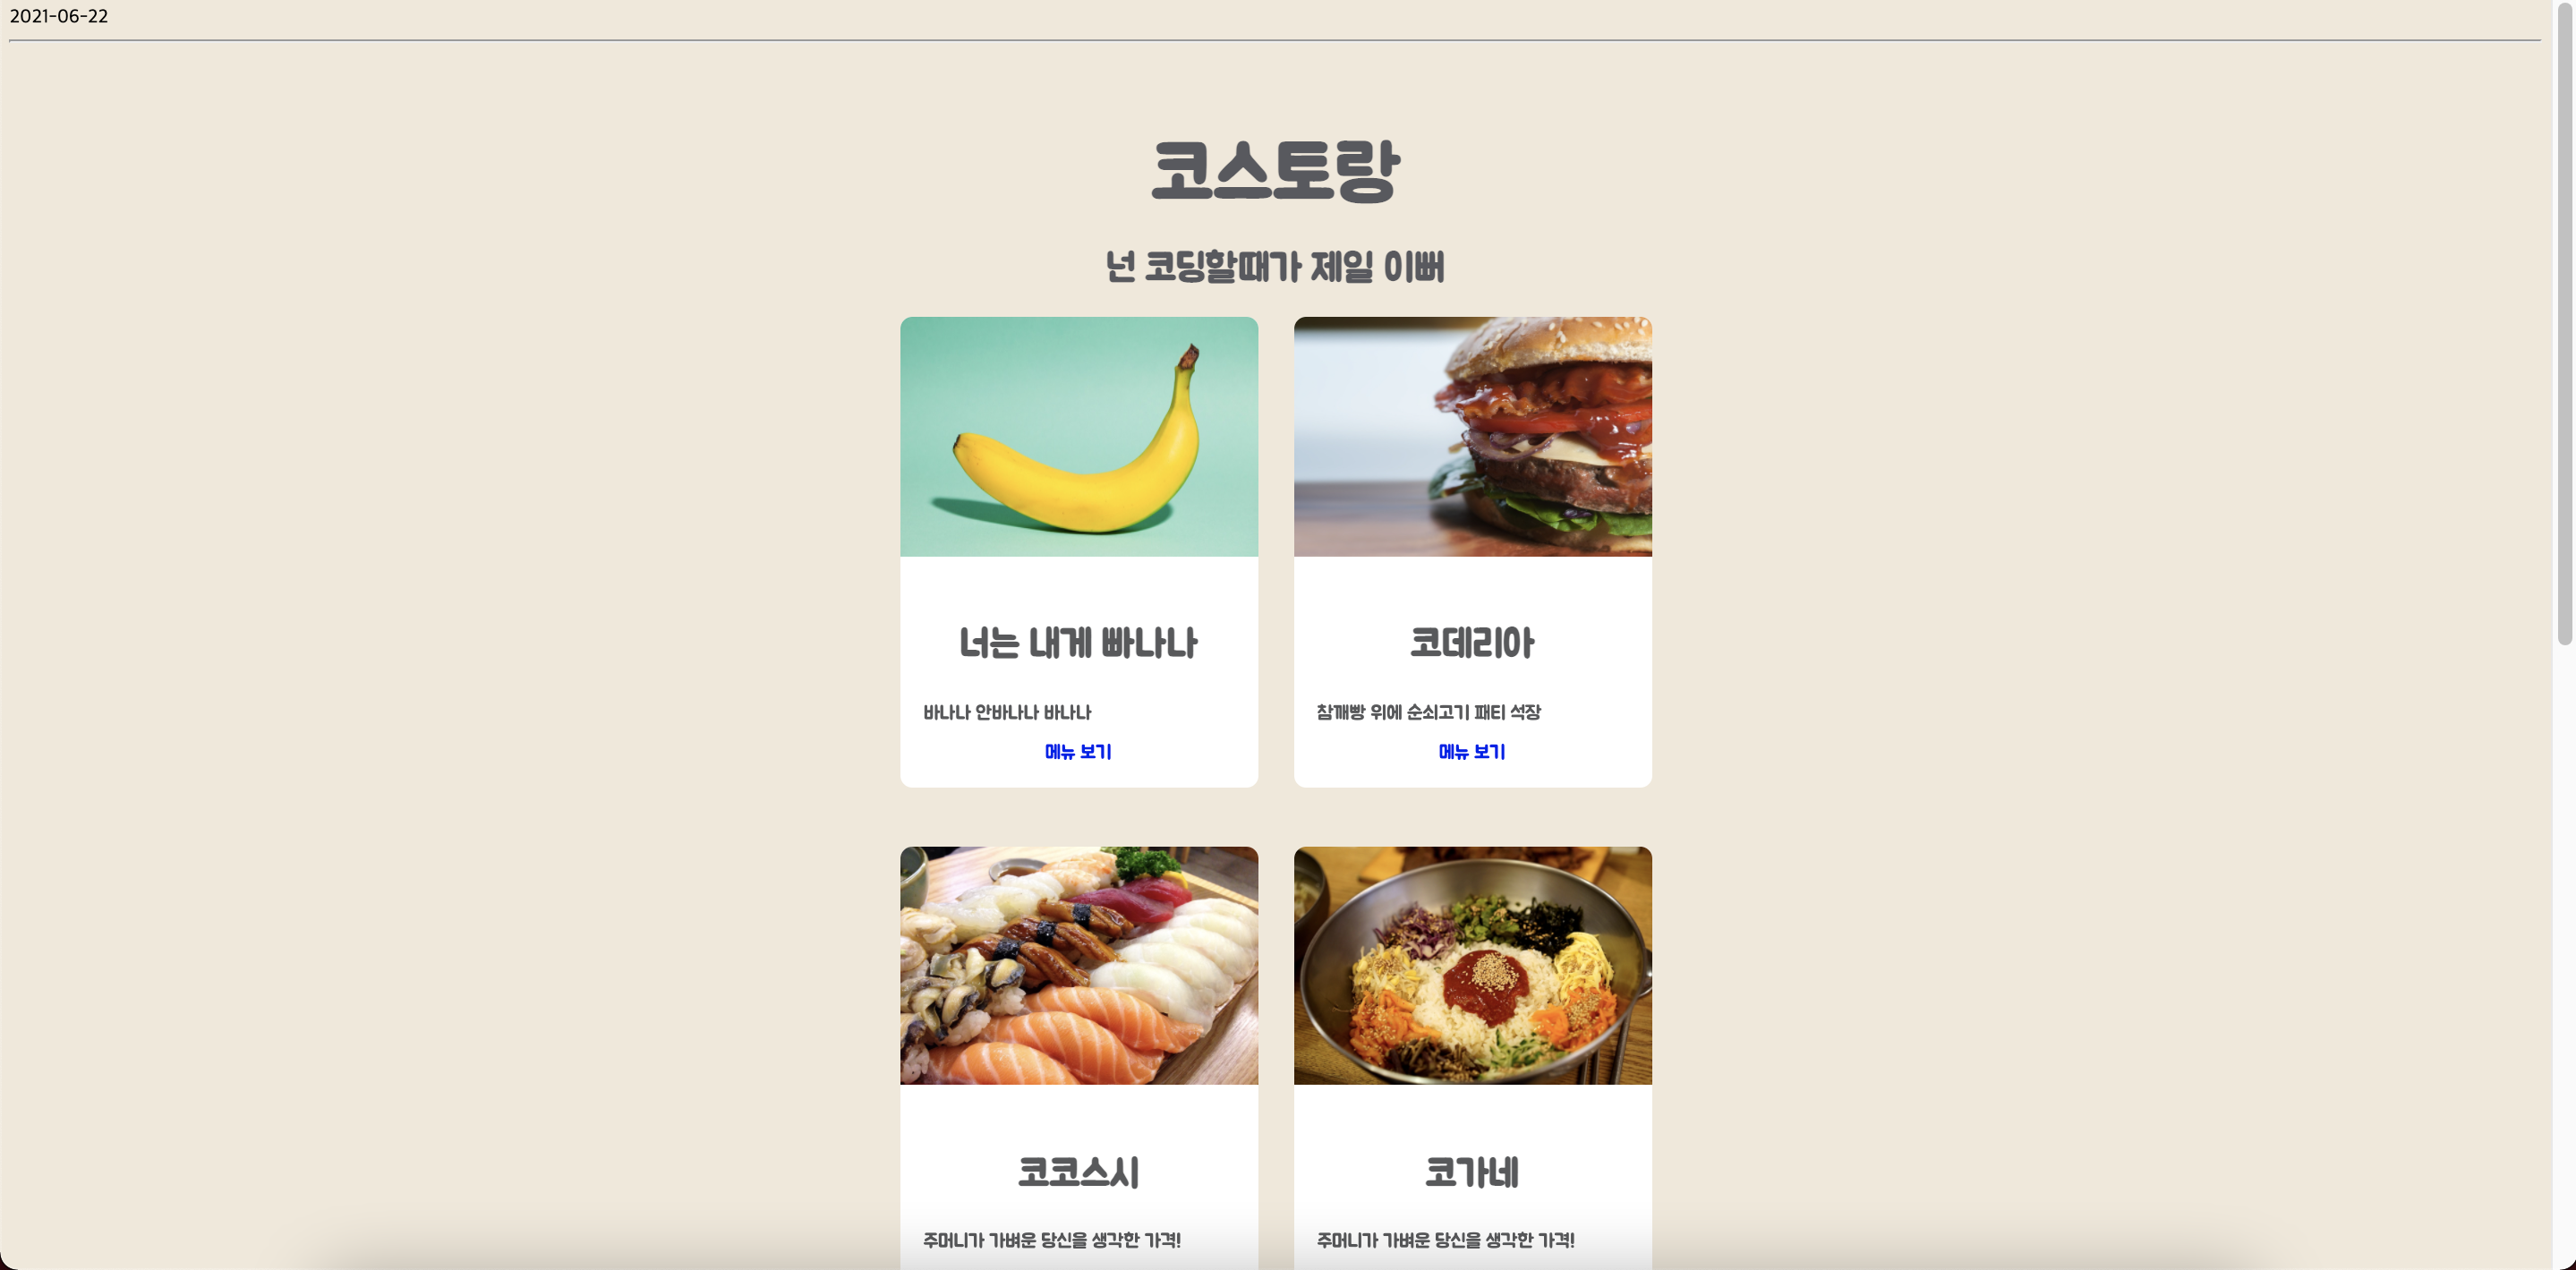 2021-06-22
코스토랑
넌 코딩할때가 제일 이뻐
너는 내게 빠나나
바나나 안바나나 바나나
메뉴 보기
코데리아
참깨빵 위에 순쇠고기 패티 석장
메뉴 보기
코코스시
주머니가 가벼운 당신을 생각한 가격!
코가네
주머니가 가벼운 당신을 생각한 가격!